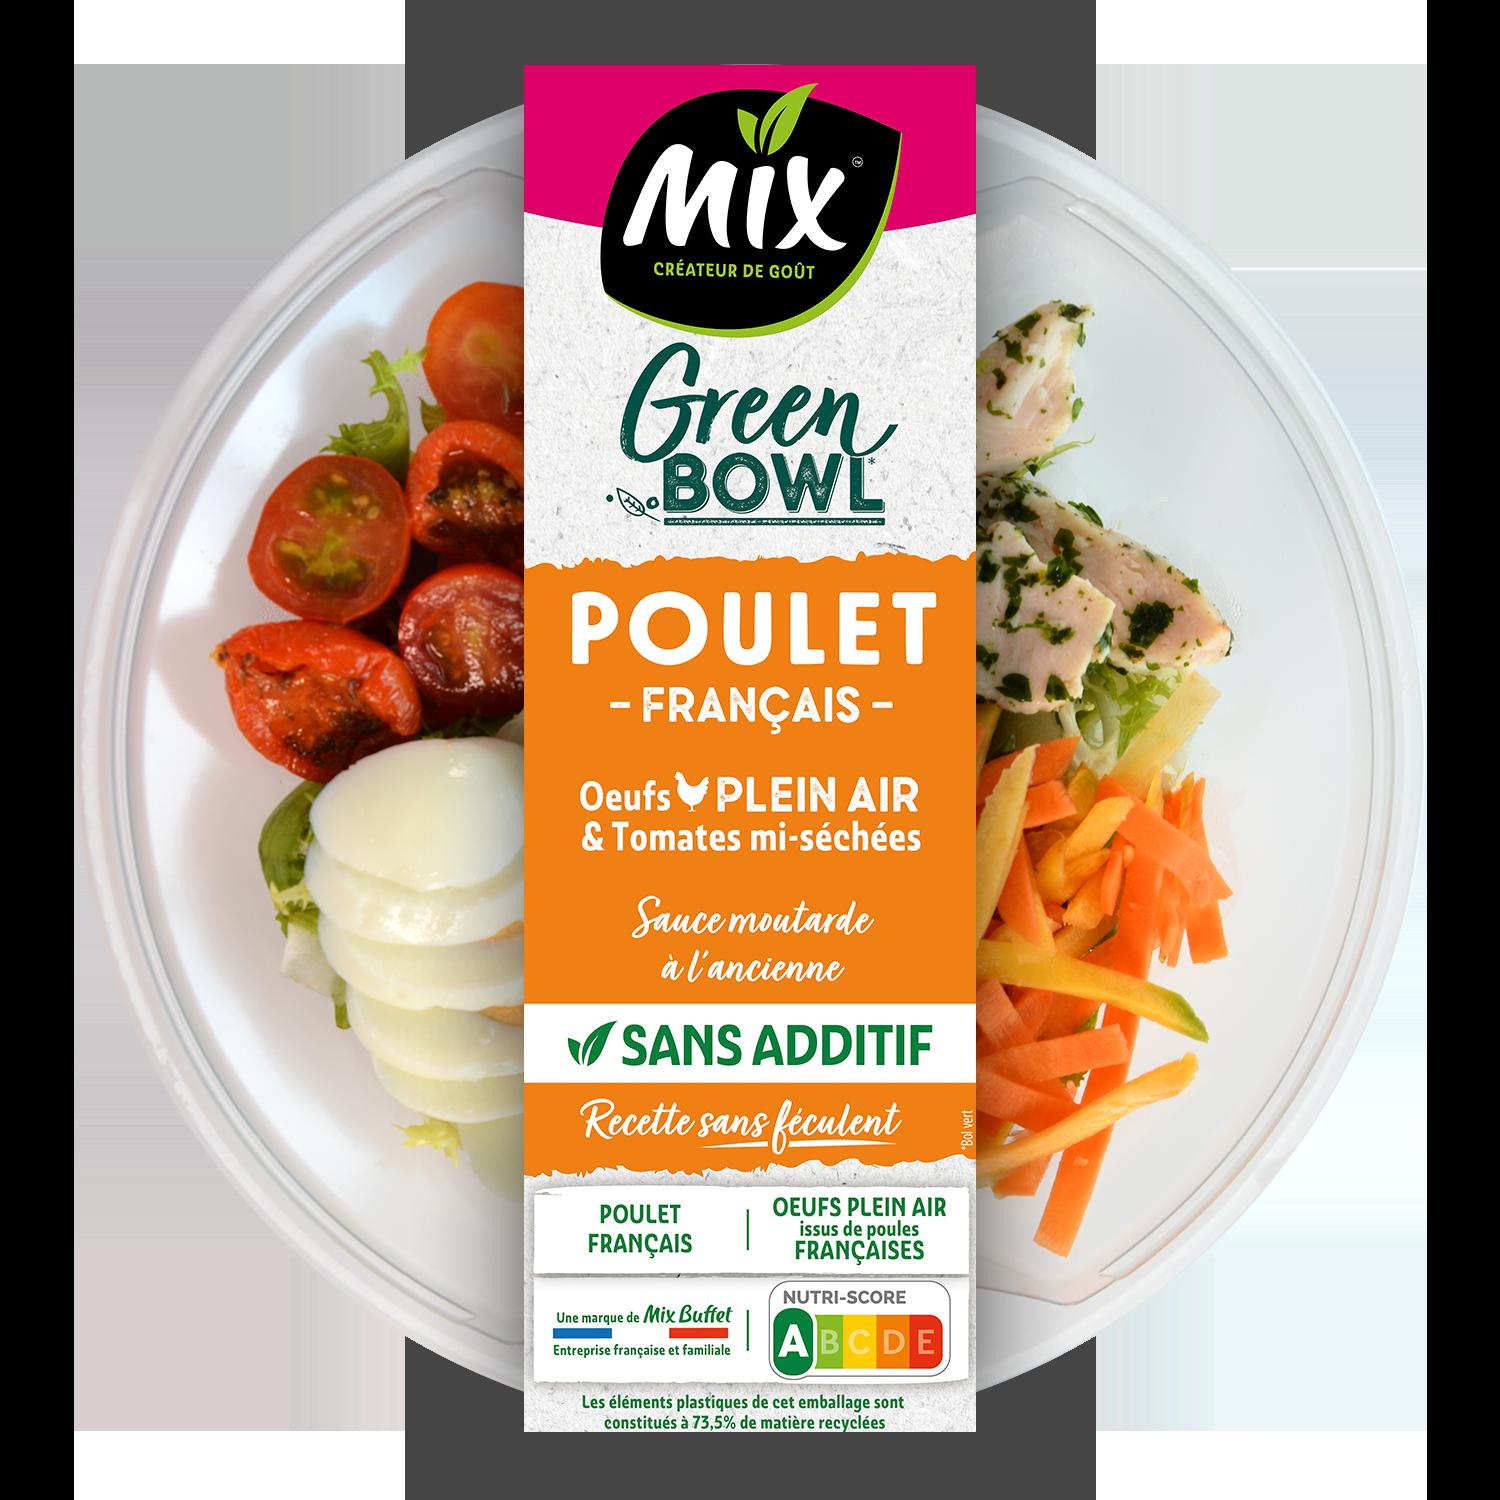 MIX ™
CRÉATEUR DE GOÛT
Green
BOWL*
POULET
- FRANÇAIS -
Oeufs PLEIN AIR
& Tomates mi-séchées
Sauce moutarde
à l'ancienne
SANS ADDITIF
Recette sans féculent
*Bol vert
POULET
FRANÇAIS
OEUFS PLEIN AIR
issus de poules
FRANÇAISES
Une marque de Mix Buffet
Entreprise française et familiale
NUTRI-SCORE
A B C D E
Les éléments plastiques de cet emballage sont
constitués à 73,5% de matière recyclées